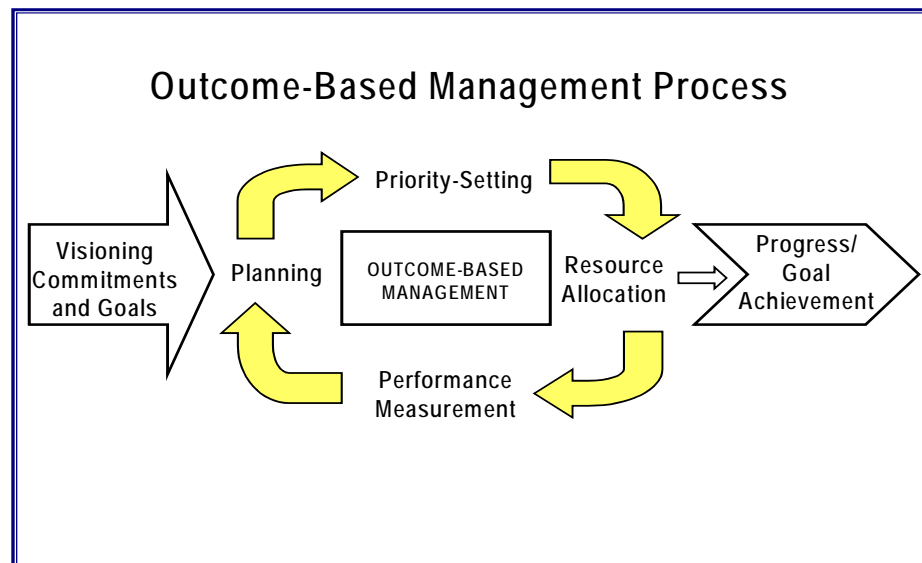 Outcome-Based Management Process
Priority-Setting
Visioning
Commitments
and Goals
Planning
OUTCOME-BASED
MANAGEMENT
Resource
Allocation
Progress/
Goal
Achievement
Performance
Measurement